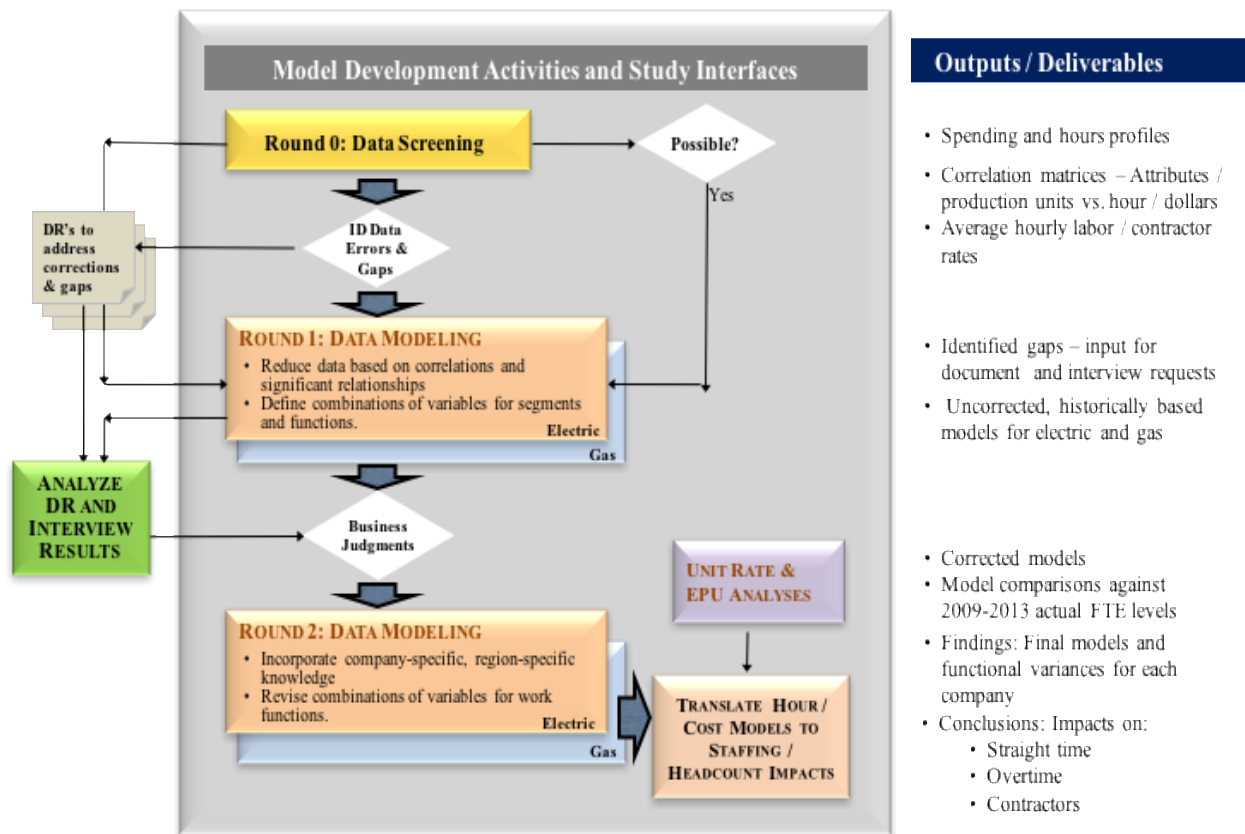 Model Development Activities and Study Interfaces
Round 0: Data Screening
Possible?
Yes
ID Data
Errors &
Gaps
DR's to
address
corrections
& gaps
ROUND 1: DATA MODELING
• Reduce data based on correlations and
significant relationships
• Define combinations of variables for segments
and functions.
Electric
Gas
ANALYZE
DR AND
INTERVIEW
RESULTS
Business
Judgments
UNIT RATE &
EPU ANALYSES
ROUND 2: DATA MODELING
• Incorporate company-specific, region-specific
knowledge
• Revise combinations of variables for work
functions.
Electric
Gas
TRANSLATE HOUR /
COST MODELS TO
STAFFING /
HEADCOUNT IMPACTS
Outputs / Deliverables
• Spending and hours profiles
• Correlation matrices – Attributes /
production units vs. hour / dollars
• Average hourly labor / contractor
rates
• Identified gaps – input for
document and interview requests
• Uncorrected, historically based
models for electric and gas
• Corrected models
• Model comparisons against
2009-2013 actual FTE levels
• Findings: Final models and
functional variances for each
company
• Conclusions: Impacts on:
• Straight time
• Overtime
• Contractors